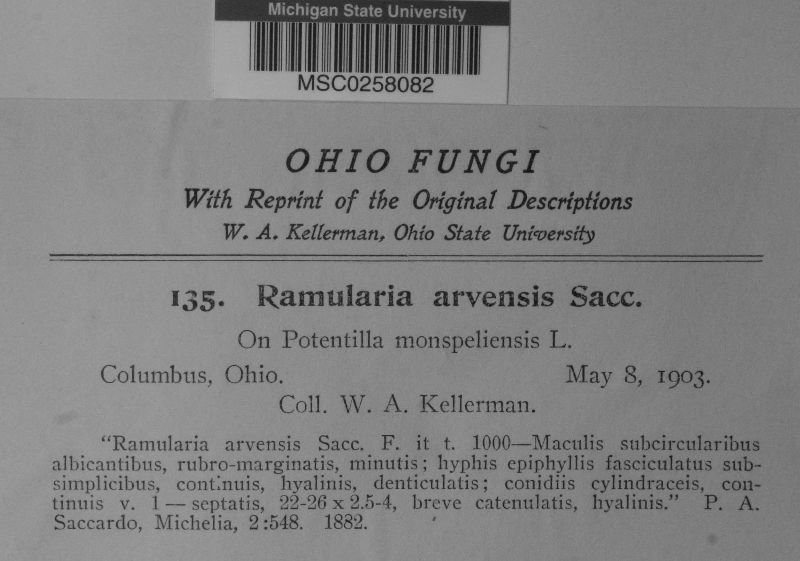 Michigan State University
MSC0258082
OHIO FUNGI
With Reprint of the Original Descriptions
W. A. Kellerman, Ohio State University
135. Ramularia arvensis Sacc.
On Potentilla monspeliensis L.
Columbus, Ohio. May 8, 1903.
Coll. W. A. Kellerman.
“Ramularia arvensis Sacc. F. it t. 1000—Maculis subcircularibus
albicantibus, rubro-marginatis, minutis; hyphis epiphyllis fasciculatus sub-
simplicibus, continuis, hyalinis, denticulatis; conidiis cylindraceis, con-
tinuis v. 1—septatis, 22-26 x 2.5-4, breve catenulatis, hyalinis.” P. A.
Saccardo, Michelia, 2:548. 1882.